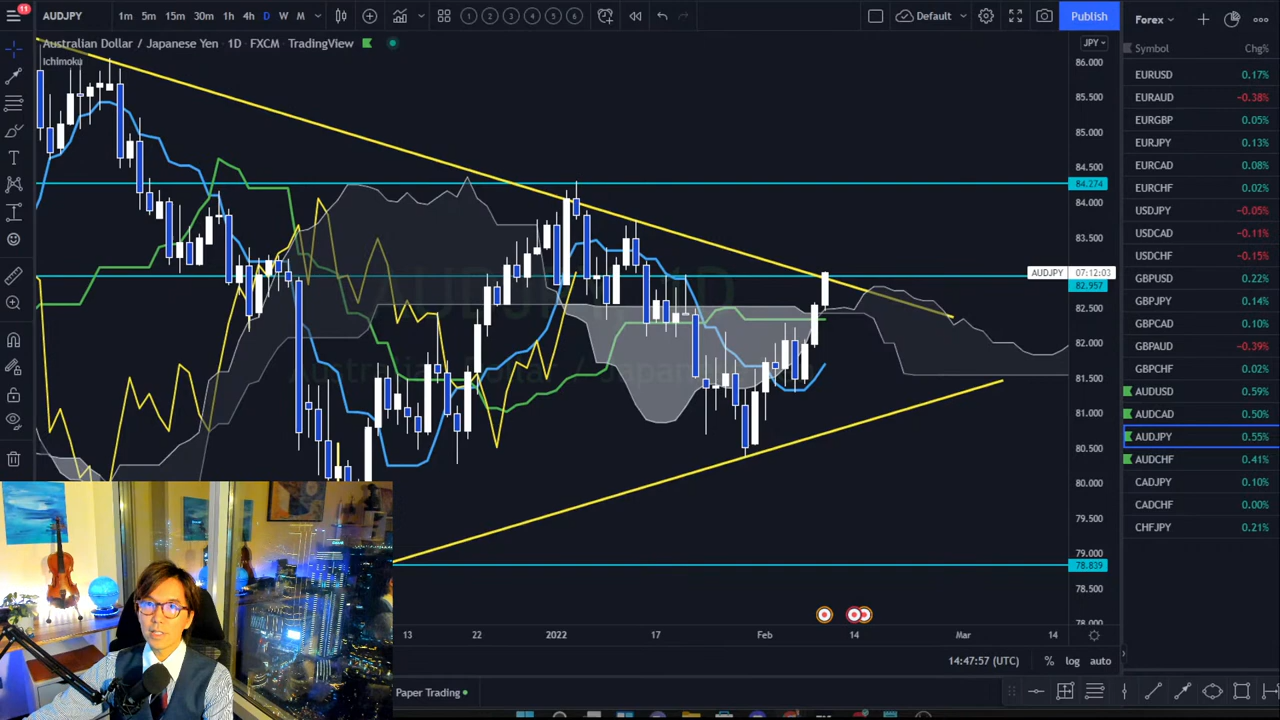 11
AUDJPY 1m 5m 15m 30m 1h 4h D W M 1 2 3 4 5 6 Default Publish
Australian Dollar / Japanese Yen · 1D · FXCM · TradingView
Ichimoku
JPY
86.000
85.500
85.000
84.500
84.274
84.000
83.500
AUDJPY 07:12:03
82.957
82.500
82.000
81.500
81.000
80.500
80.000
79.500
79.000
78.839
78.500
78.000
13 22 2022 17 Feb 14 Mar 14
14:47:57 (UTC) % log auto
Paper Trading
Forex
Symbol Chg%
EURUSD 0.17%
EURAUD −0.38%
EURGBP 0.05%
EURJPY 0.13%
EURCAD 0.08%
EURCHF 0.02%
USDJPY −0.05%
USDCAD −0.11%
USDCHF −0.15%
GBPUSD 0.22%
GBPJPY 0.14%
GBPCAD 0.10%
GBPAUD −0.39%
GBPCHF 0.02%
AUDUSD 0.59%
AUDCAD 0.50%
AUDJPY 0.55%
AUDCHF 0.41%
CADJPY 0.10%
CADCHF 0.00%
CHFJPY 0.21%